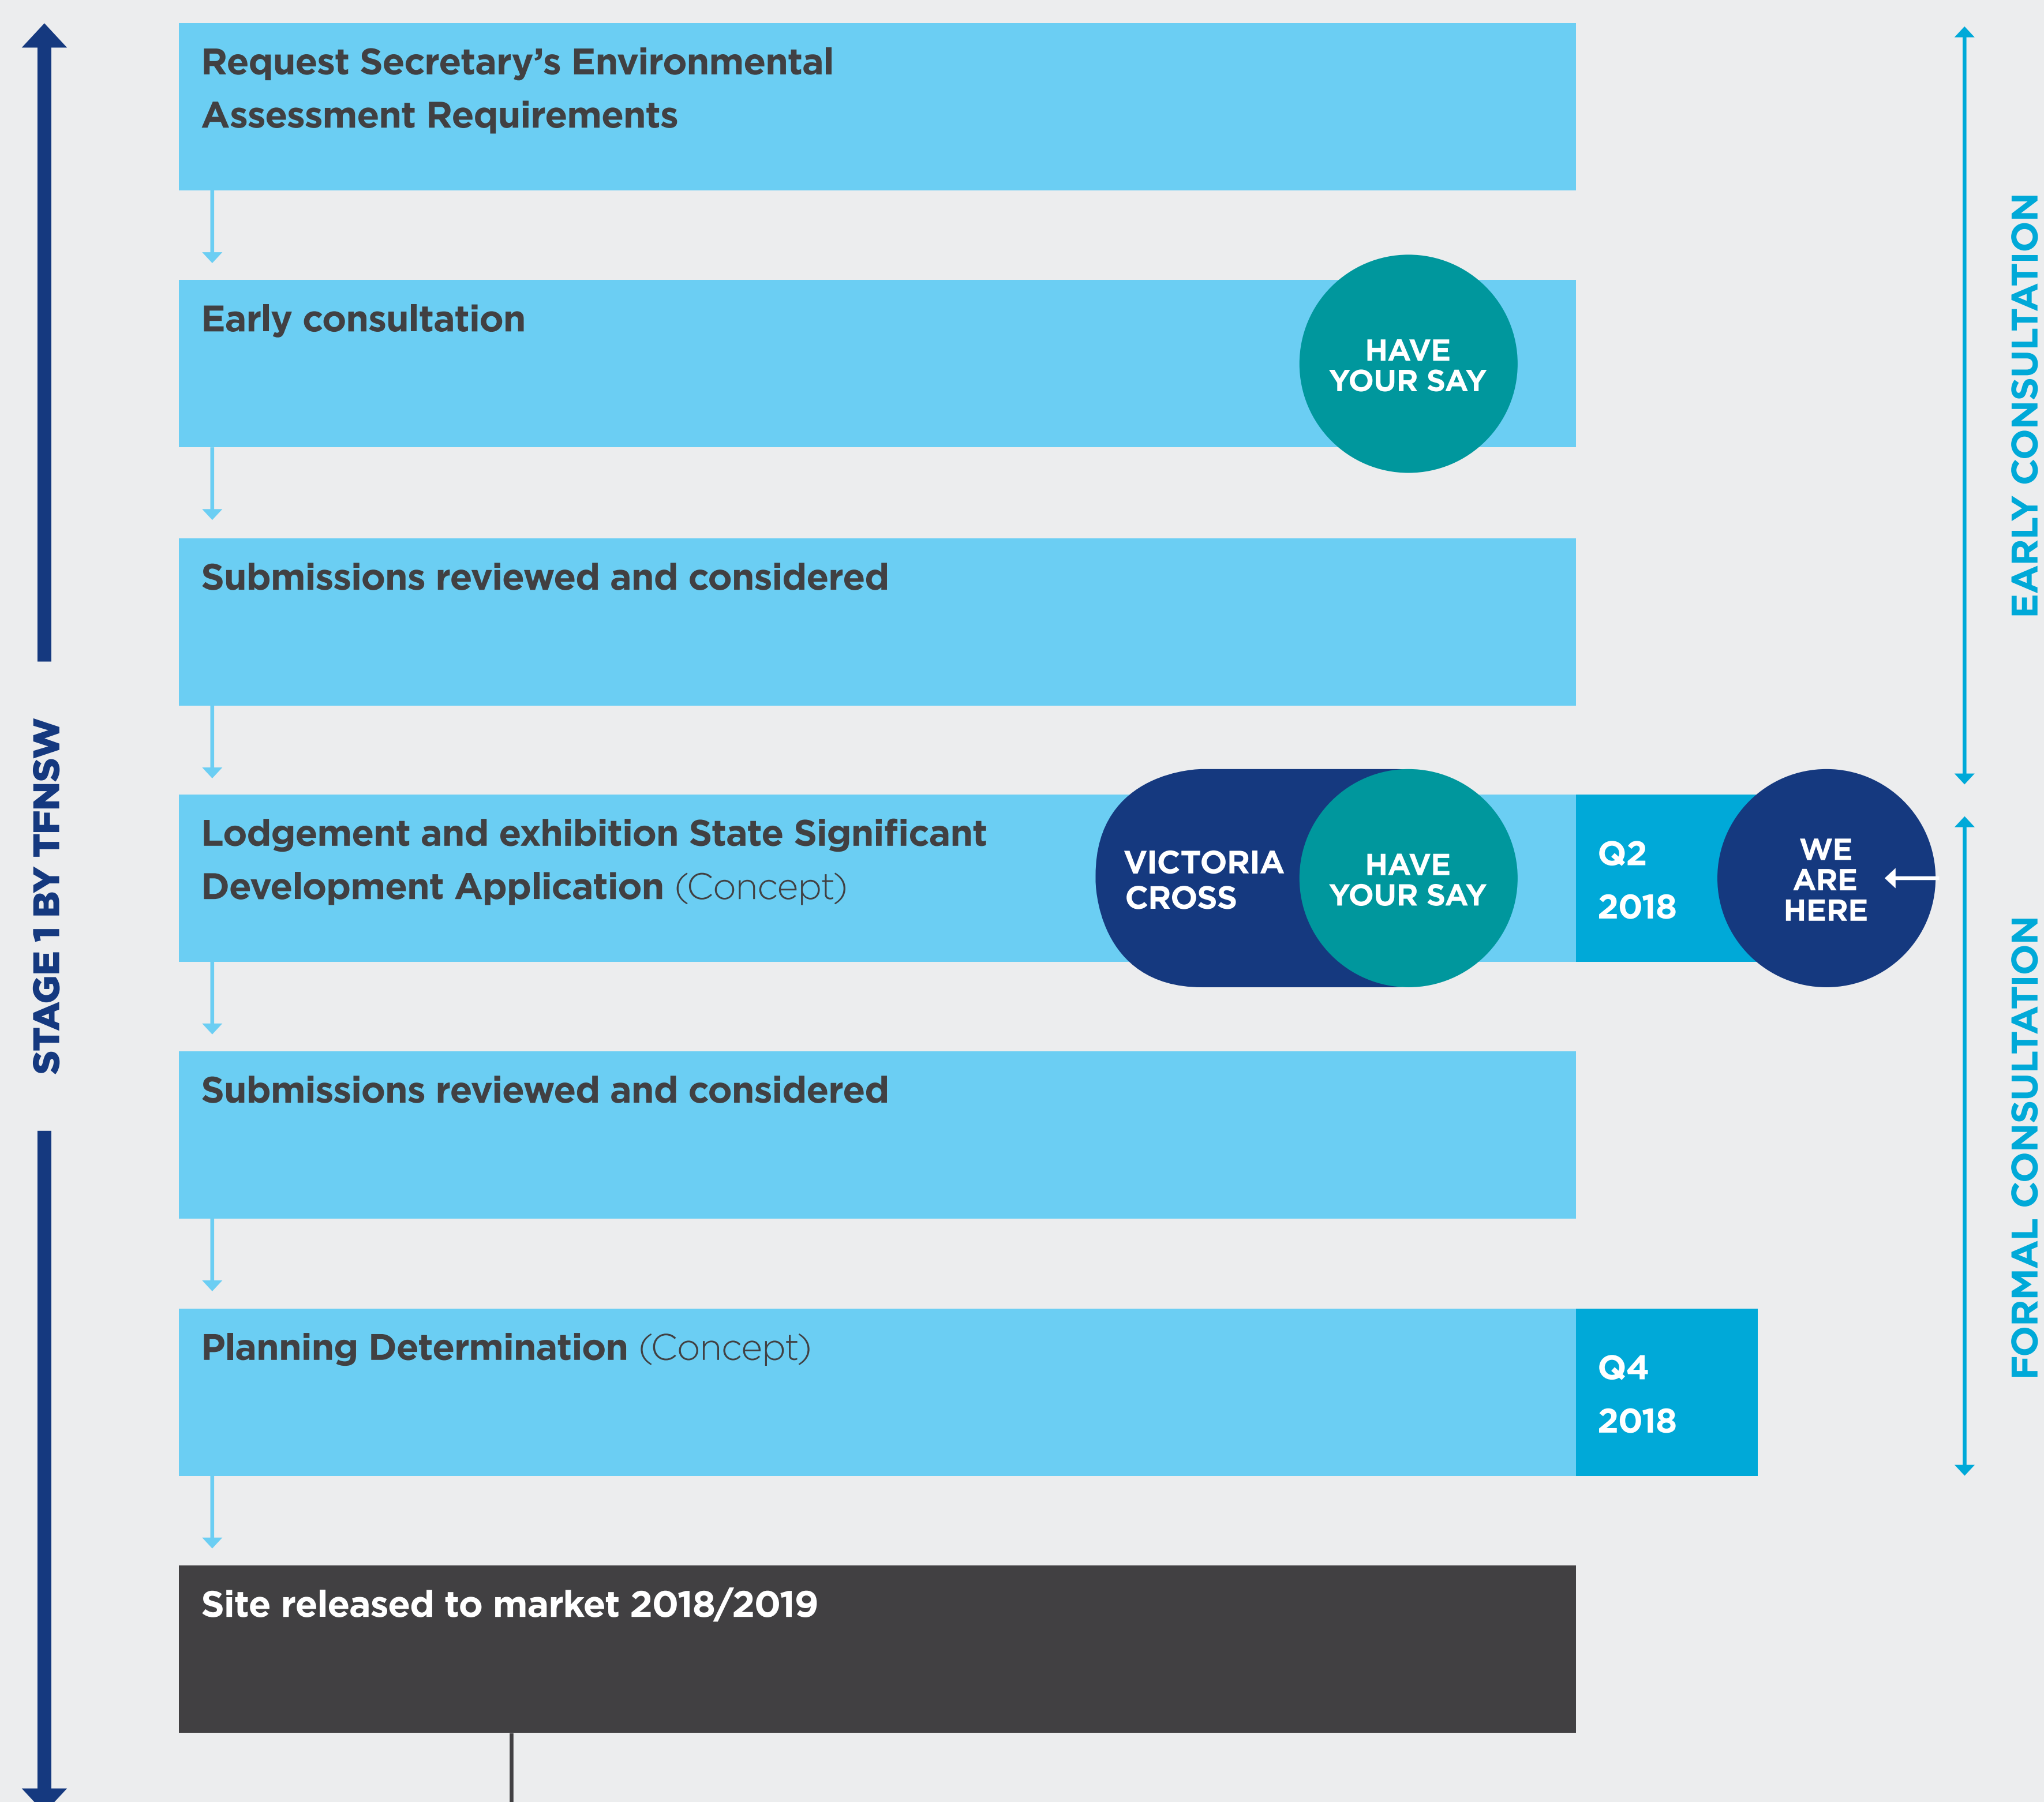 Request Secretary’s Environmental
Assessment Requirements
Early consultation
HAVE
YOUR SAY
Submissions reviewed and considered
Lodgement and exhibition State Significant
Development Application (Concept)
VICTORIA
CROSS
HAVE
YOUR SAY
Q2
2018
WE
ARE
HERE
Submissions reviewed and considered
Planning Determination (Concept)
Q4
2018
Site released to market 2018/2019
STAGE 1 BY TFNSW
EARLY CONSULTATION
FORMAL CONSULTATION